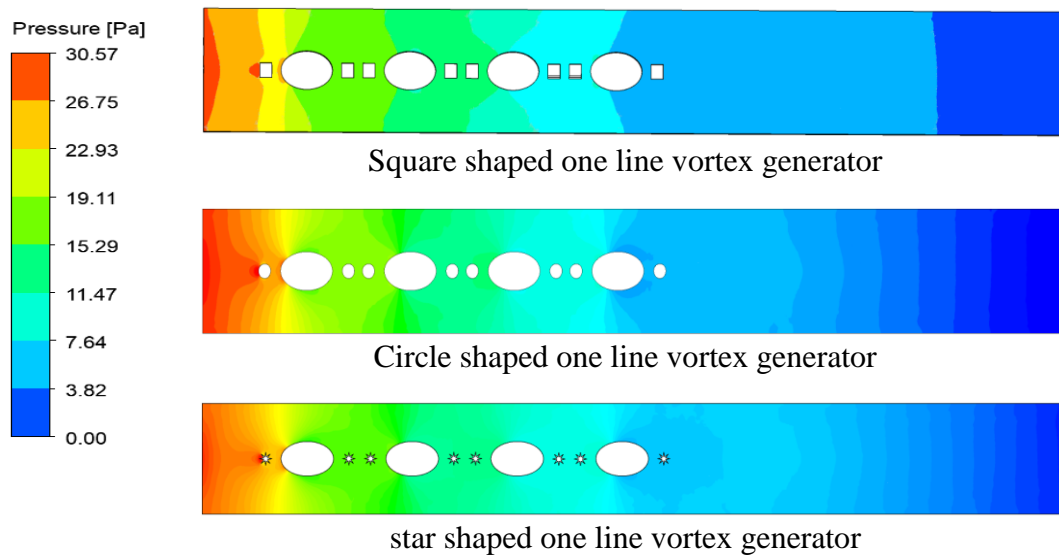 Pressure [Pa]
30.57
26.75
22.93
19.11
15.29
11.47
7.64
3.82
0.00
Square shaped one line vortex generator
Circle shaped one line vortex generator
star shaped one line vortex generator